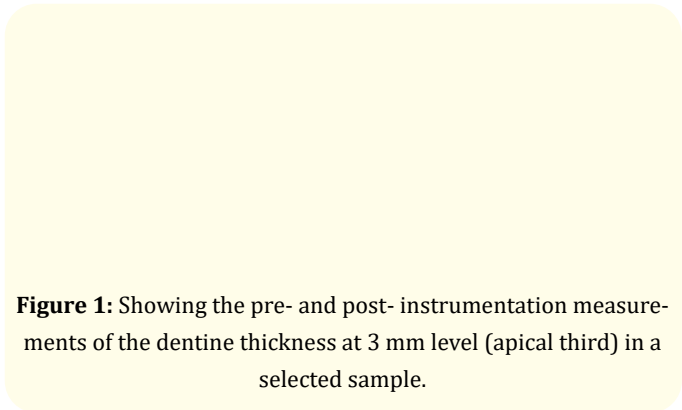 Figure 1: Showing the pre- and post- instrumentation measure-
ments of the dentine thickness at 3 mm level (apical third) in a
selected sample.